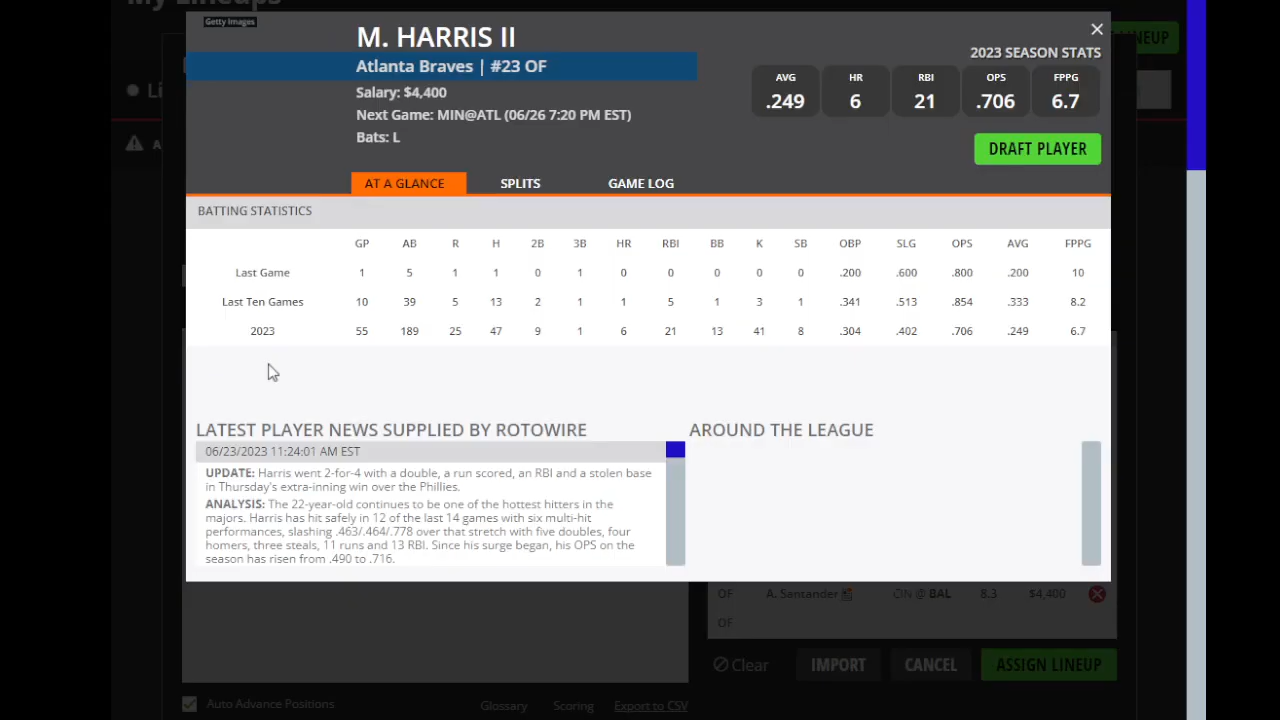 Getty Images
M. HARRIS II
Atlanta Braves | #23 OF
Salary: $4,400
Next Game: MIN@ATL (06/26 7:20 PM EST)
Bats: L
2023 SEASON STATS
AVG HR RBI OPS FPPG
.249 6 21 .706 6.7
DRAFT PLAYER
AT A GLANCE SPLITS GAME LOG
BATTING STATISTICS
GP AB R H 2B 3B HR RBI BB K SB OBP SLG OPS AVG FPPG
Last Game 1 5 1 1 0 1 0 0 0 0 0 .200 .600 .800 .200 10
Last Ten Games 10 39 5 13 2 1 1 5 1 3 1 .341 .513 .854 .333 8.2
2023 55 189 25 47 9 1 6 21 13 41 8 .304 .402 .706 .249 6.7
LATEST PLAYER NEWS SUPPLIED BY ROTOWIRE
06/23/2023 11:24:01 AM EST
UPDATE: Harris went 2-for-4 with a double, a run scored, an RBI and a stolen base
in Thursday's extra-inning win over the Phillies.
ANALYSIS: The 22-year-old continues to be one of the hottest hitters in the
majors. Harris has hit safely in 12 of the last 14 games with six multi-hit
performances, slashing .463/.464/.778 over that stretch with five doubles, four
homers, three steals, 11 runs and 13 RBI. Since his surge began, his OPS on the
season has risen from .490 to .716.
AROUND THE LEAGUE
OF A. Santander CIN @ BAL 8.3 $4,400
OF
Clear IMPORT CANCEL ASSIGN LINEUP
Auto Advance Positions Glossary Scoring Export to CSV